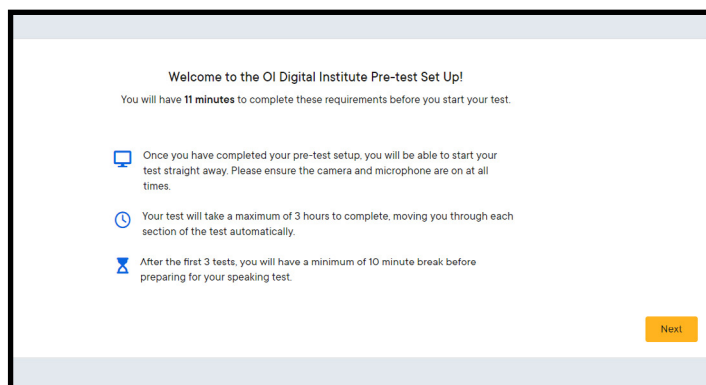 Welcome to the OI Digital Institute Pre-test Set Up!
You will have 11 minutes to complete these requirements before you start your test.
Once you have completed your pre-test setup, you will be able to start your
test straight away. Please ensure the camera and microphone are on at all
times.
Your test will take a maximum of 3 hours to complete, moving you through each
section of the test automatically.
After the first 3 tests, you will have a minimum of 10 minute break before
preparing for your speaking test.
Next